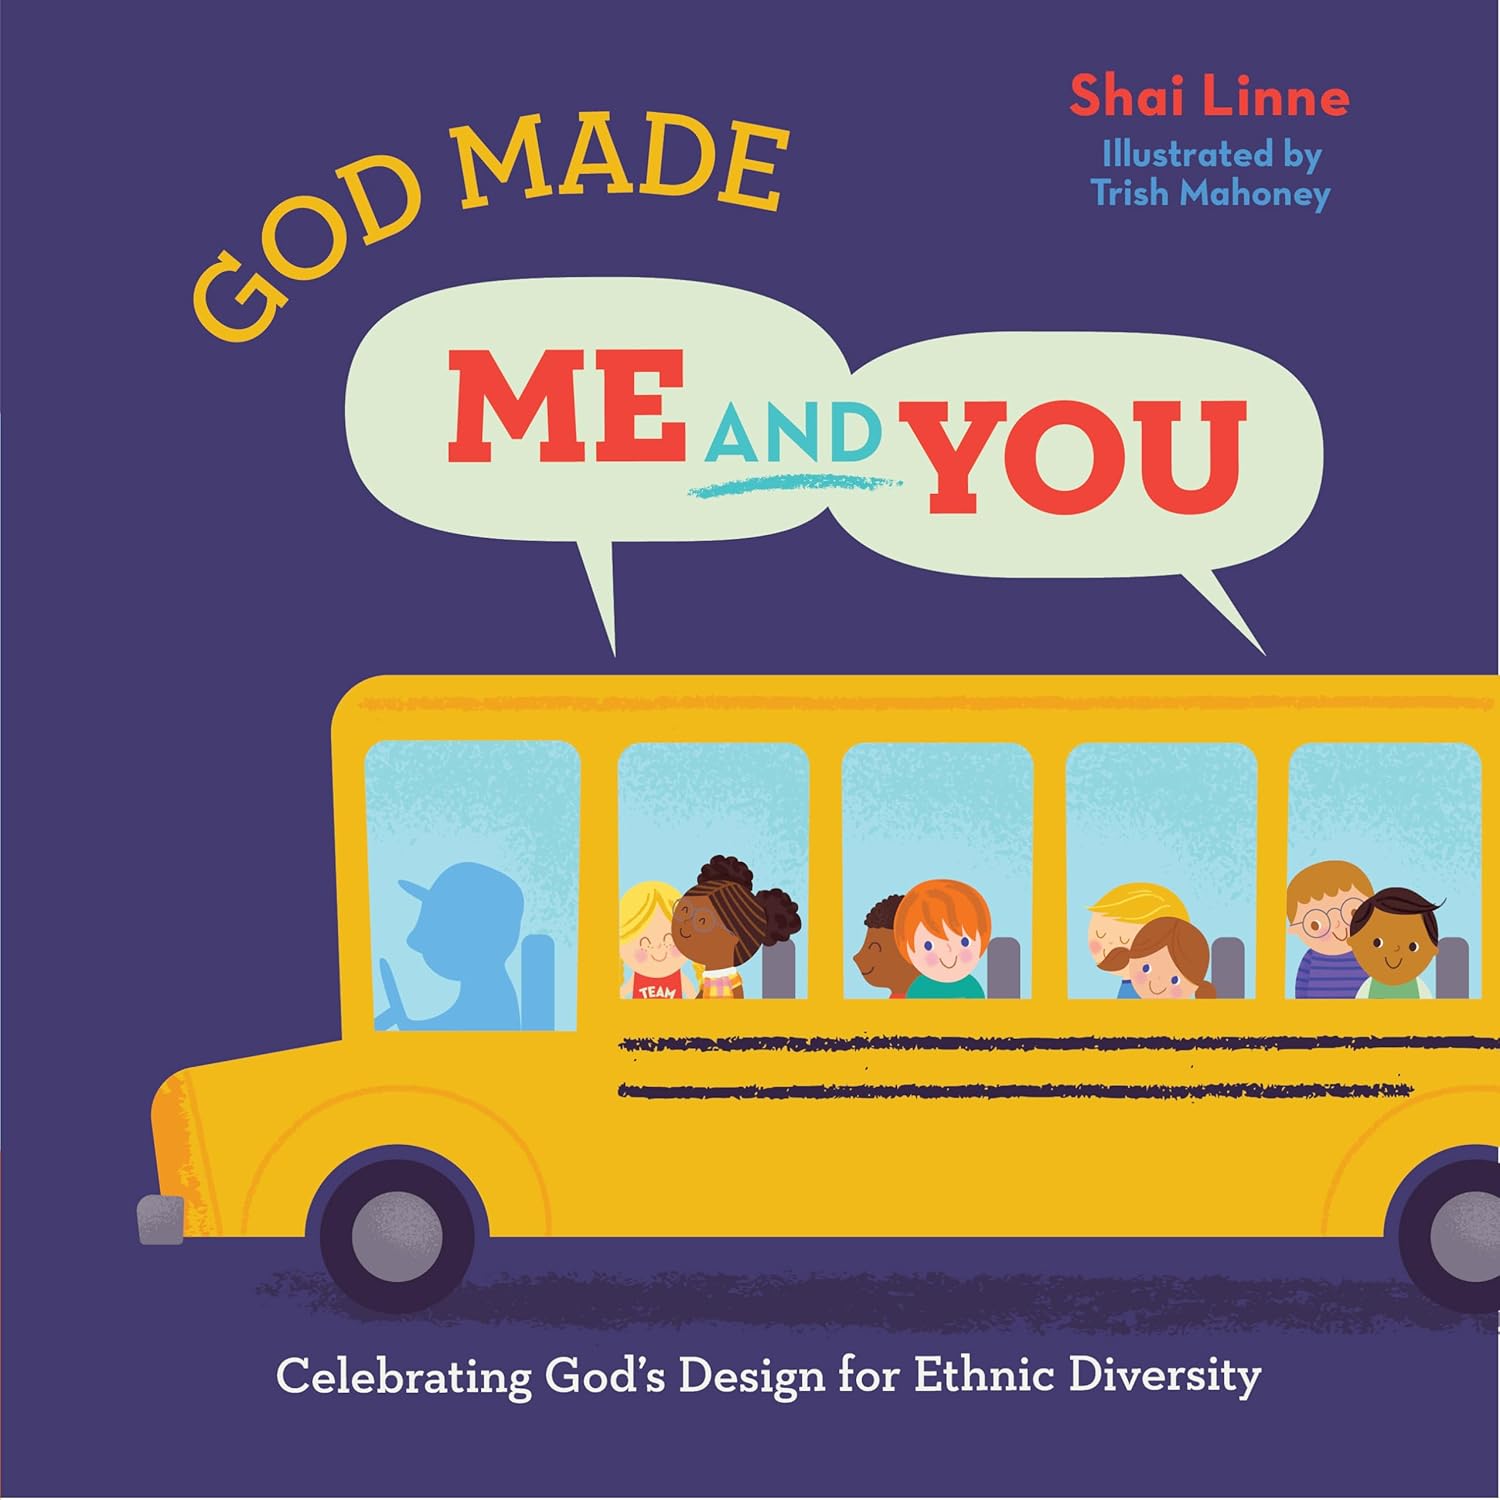 Shai Linne
Illustrated by
Trish Mahoney
GOD MADE
ME AND YOU
TEAM
Celebrating God's Design for Ethnic Diversity